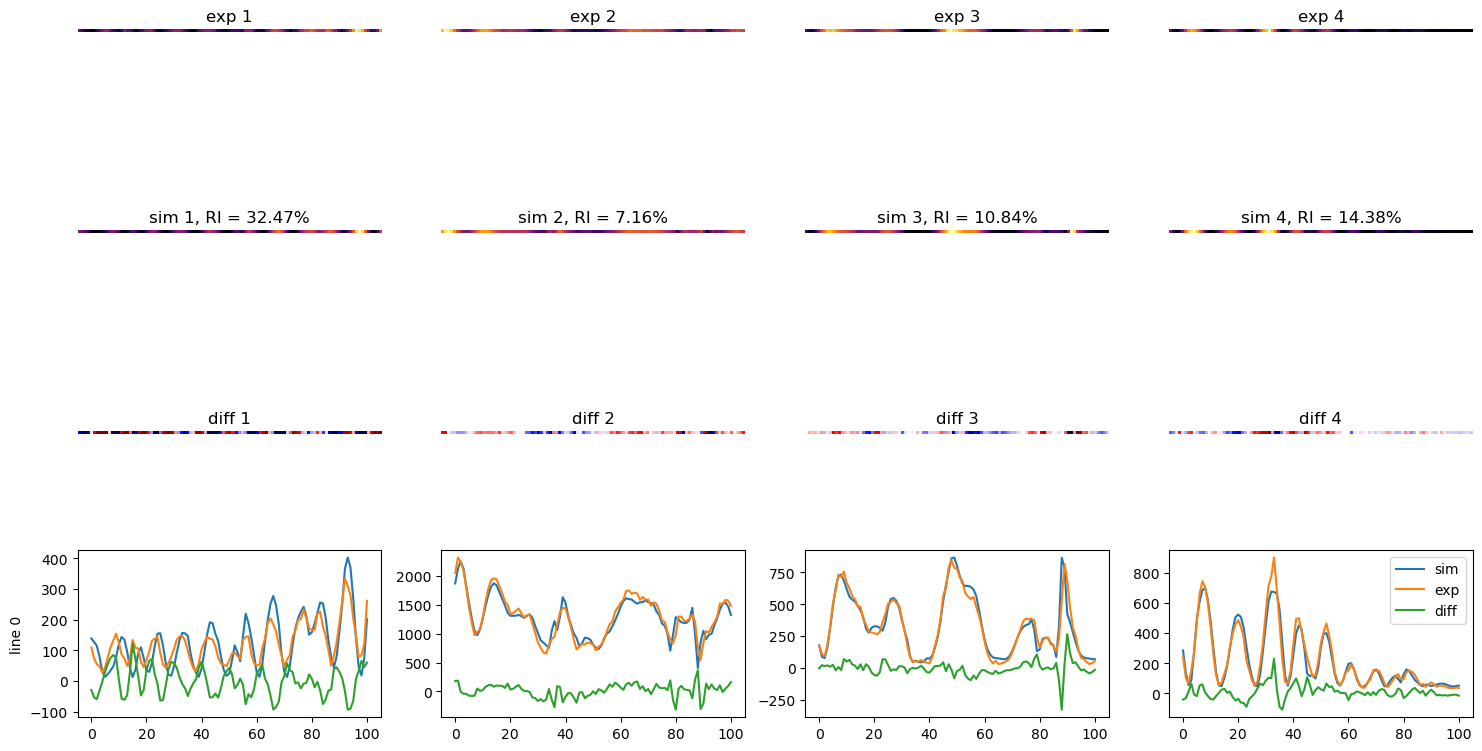 exp 1
exp 2
exp 3
exp 4
sim 1, RI = 32.47%
sim 2, RI = 7.16%
sim 3, RI = 10.84%
sim 4, RI = 14.38%
diff 1
diff 2
diff 3
diff 4
line 0
400
300
200
100
0
−100
0 20 40 60 80 100
2000
1500
1000
500
0
0 20 40 60 80 100
750
500
250
0
−250
0 20 40 60 80 100
800
600
400
200
0
0 20 40 60 80 100
sim
exp
diff